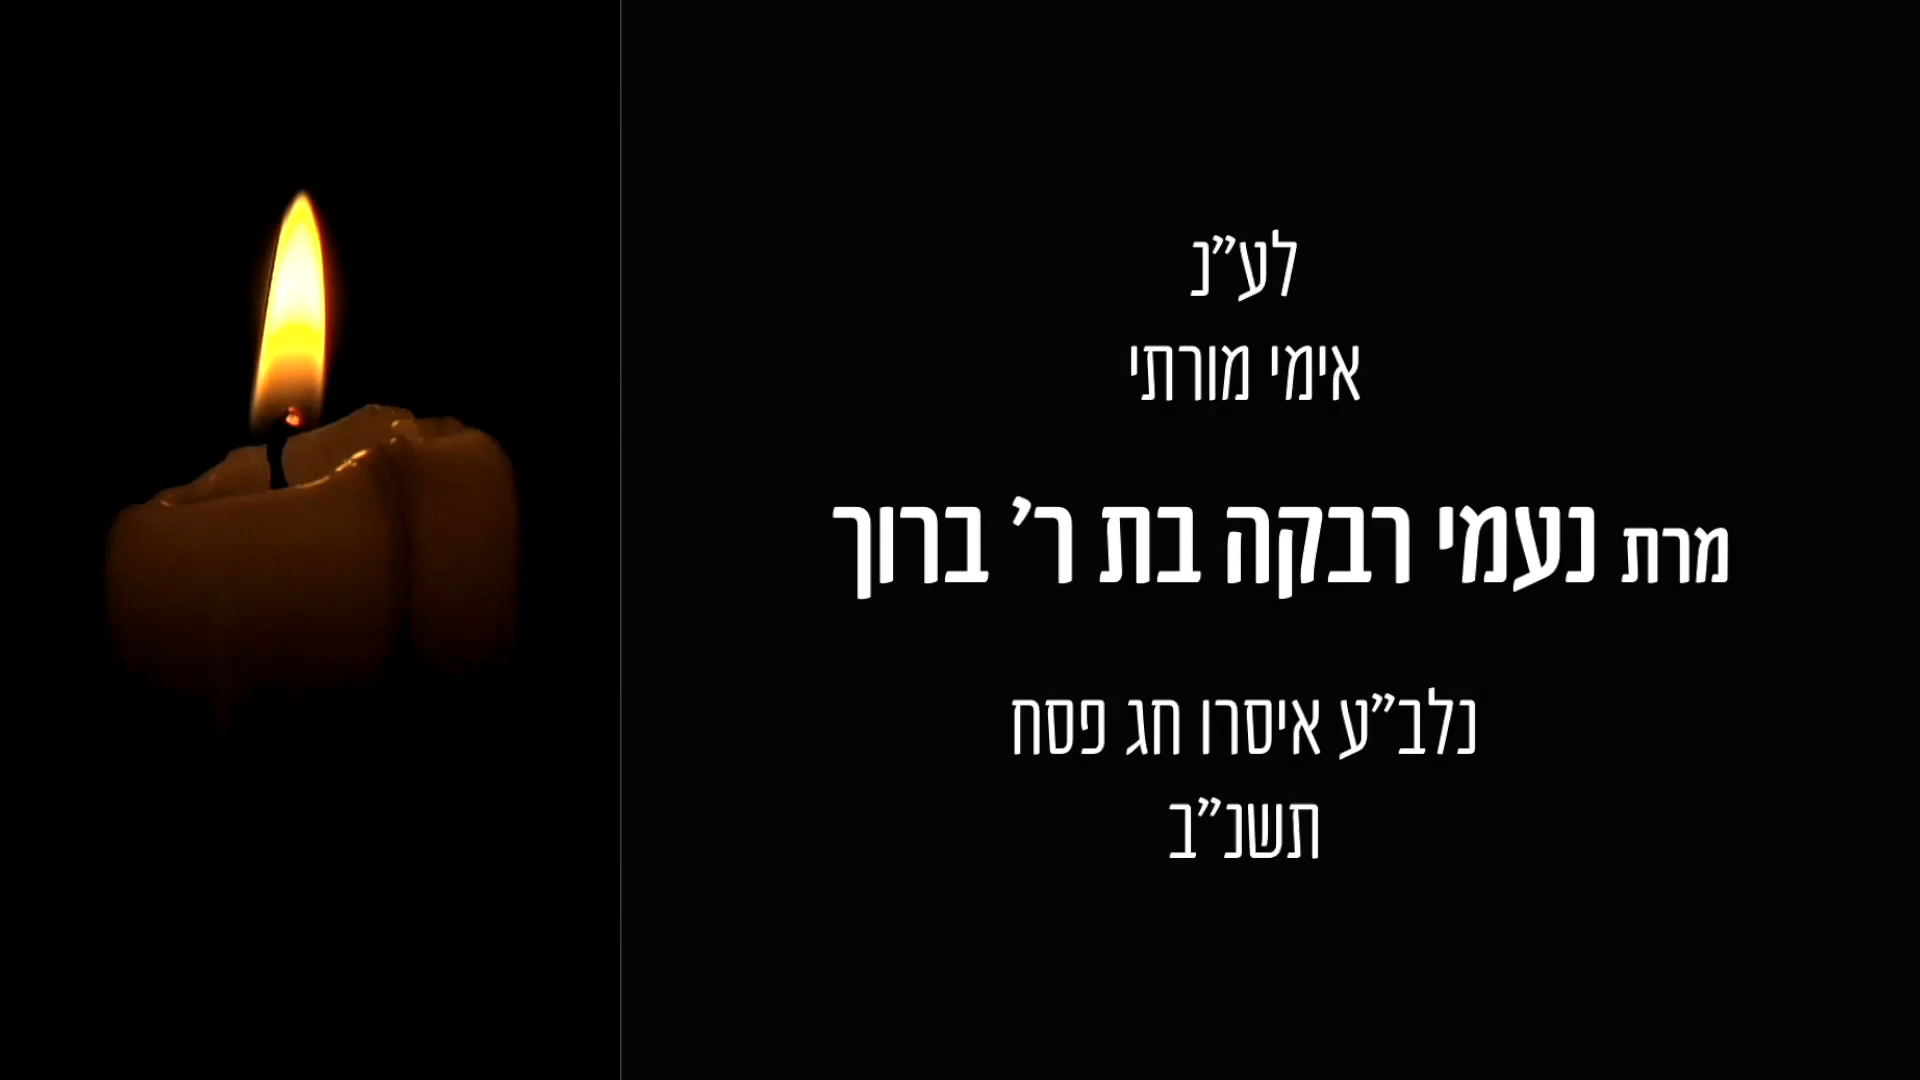 לע”נ
אימי מורתי
מרת נעמי רבקה בת ר’ ברוך
נלב”ע איסרו חג פסח
תשנ”ב